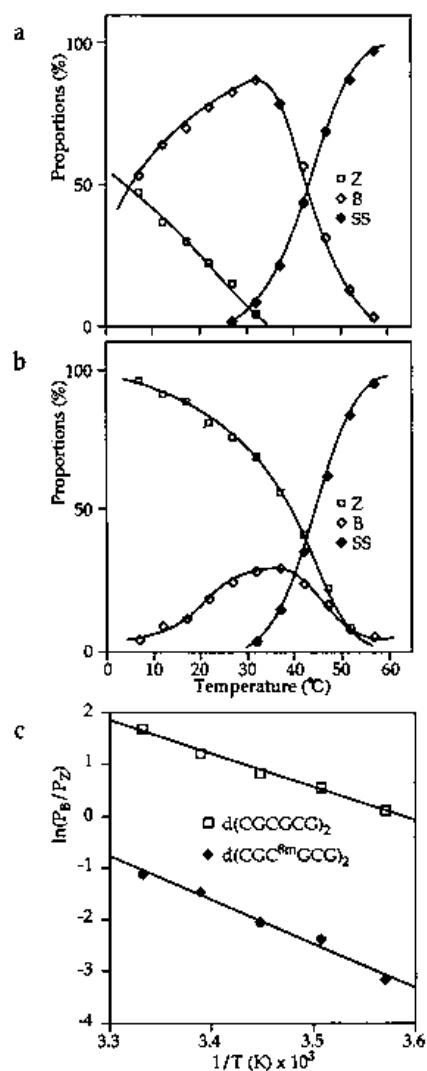 a
100
50
0
Proportions (%)
Z
B
SS
b
100
50
0
Proportions (%)
Z
B
SS
0 10 20 30 40 50 60
Temperature (°C)
c
2
1
0
-1
-2
-3
-4
ln(P_B/P_Z)
d(CGCGCG)₂
d(CGC⁸ᵐGCG)₂
3.3 3.4 3.5 3.6
1/T (K) x 10³